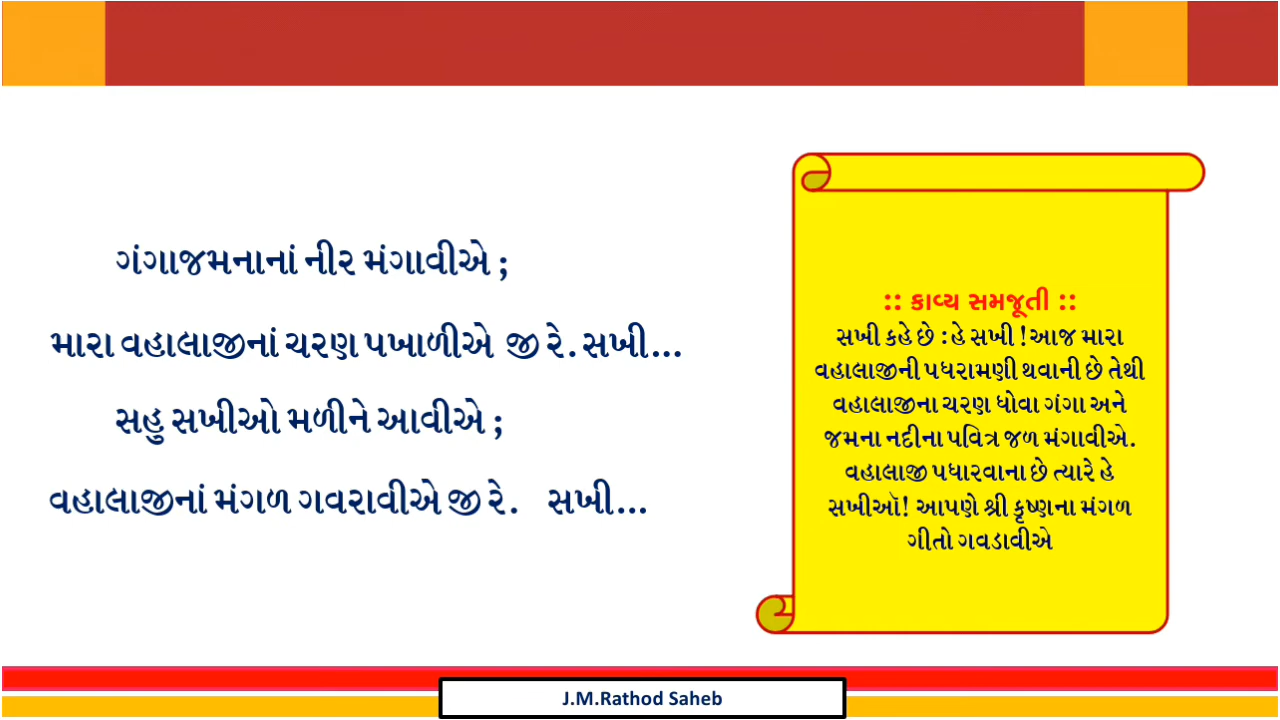 ગંગાજમનાનાં નીર મંગાવીએ ;
મારા વહાલાજીનાં ચરણ પખાળીએ જી રે. સખી...
સહુ સખીઓ મળીને આવીએ ;
વહાલાજીનાં મંગળ ગવરાવીએ જી રે. સખી...
:: કાવ્ય સમજૂતી ::
સખી કહે છે : હે સખી ! આજ મારા
વહાલાજીની પધરામણી થવાની છે તેથી
વહાલાજીના ચરણ ધોવા ગંગા અને
જમના નદીના પવિત્ર જળ મંગાવીએ.
વહાલાજી પધારવાના છે ત્યારે હે
સખીઑ! આપણે શ્રી કૃષ્ણના મંગળ
ગીતો ગવડાવીએ
J.M.Rathod Saheb